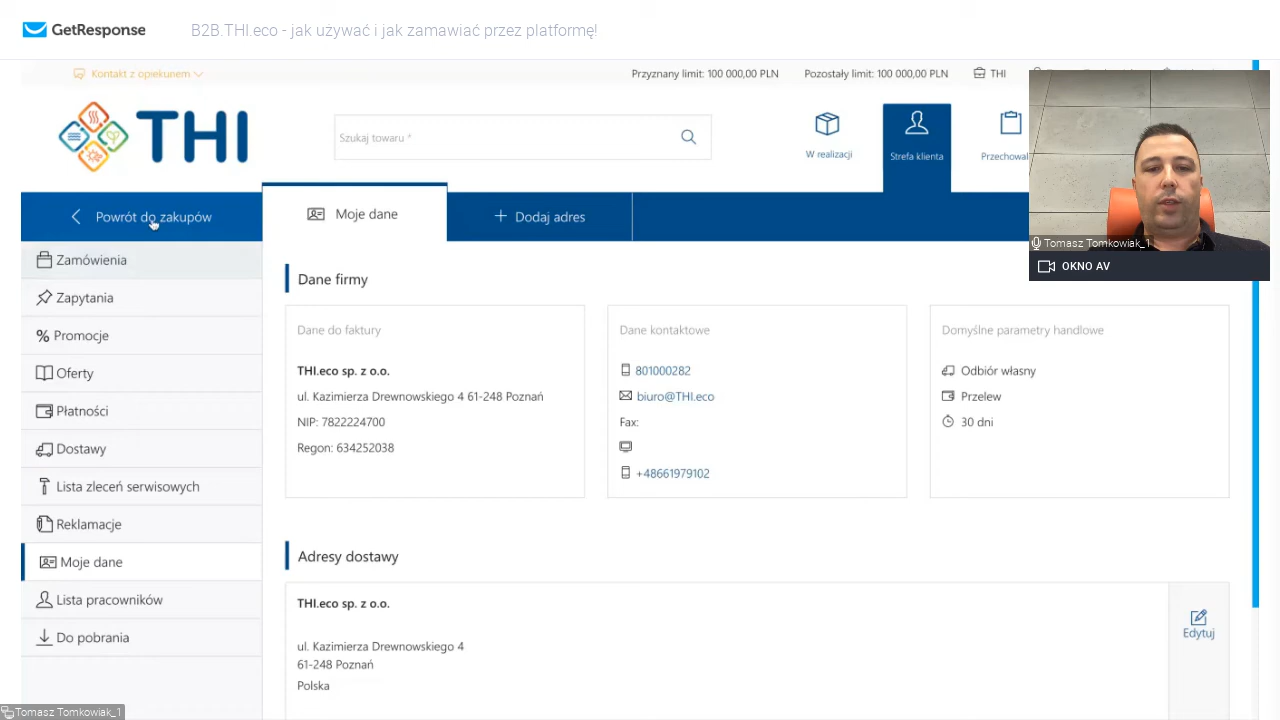 GetResponse
B2B.THI.eco - jak używać i jak zamawiać przez platformę!
Kontakt z opiekunem
Przyznany limit: 100 000,00 PLN
Pozostały limit: 100 000,00 PLN
THI
THI
Szukaj towaru *
W realizacji
Strefa klienta
Przechowal
Tomasz Tomkowiak_1
OKNO AV
Powrót do zakupów
Moje dane
Dodaj adres
Zamówienia
Zapytania
Promocje
Oferty
Płatności
Dostawy
Lista zleceń serwisowych
Reklamacje
Moje dane
Lista pracowników
Do pobrania
Dane firmy
Dane do faktury
THI.eco sp. z o.o.
ul. Kazimierza Drewnowskiego 4 61-248 Poznań
NIP: 7822224700
Regon: 634252038
Dane kontaktowe
801000282
biuro@THI.eco
Fax:
+48661979102
Domyślne parametry handlowe
Odbiór własny
Przelew
30 dni
Adresy dostawy
THI.eco sp. z o.o.
ul. Kazimierza Drewnowskiego 4
61-248 Poznań
Polska
Edytuj
Tomasz Tomkowiak_1